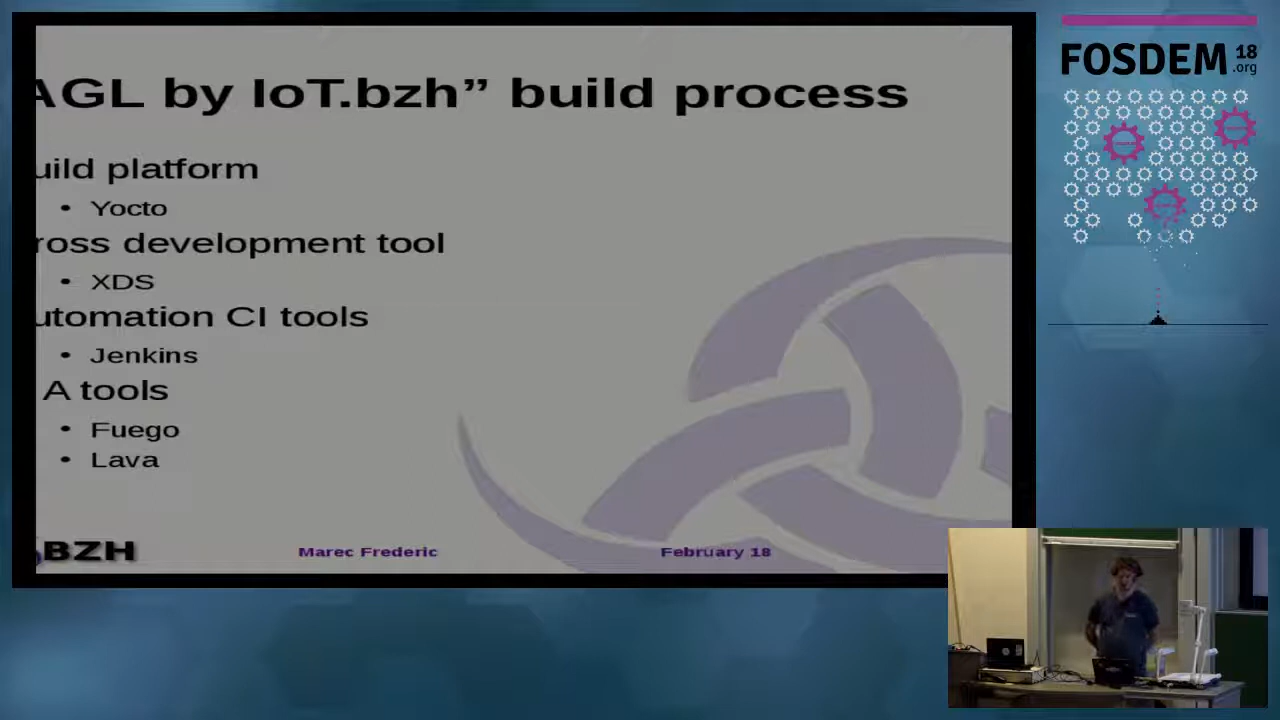 AGL by IoT.bzh” build process
uild platform
• Yocto
ross development tool
• XDS
utomation CI tools
• Jenkins
A tools
• Fuego
• Lava
BZH
Marec Frederic
February 18
FOSDEM 18
.org